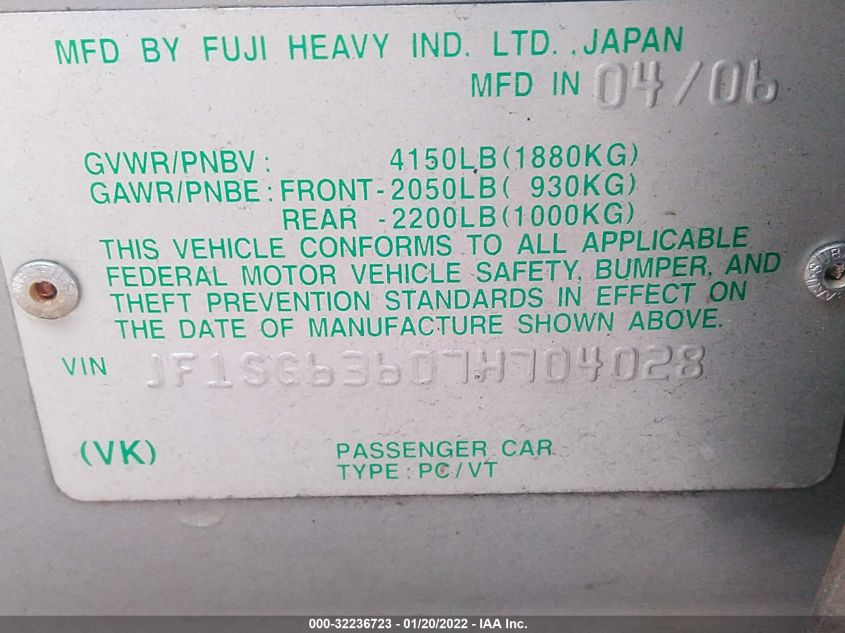 MFD BY FUJI HEAVY IND. LTD., JAPAN
MFD IN 04/06
GVWR/PNBV: 4150LB(1880KG)
GAWR/PNBE: FRONT-2050LB( 930KG)
REAR -2200LB(1000KG)
THIS VEHICLE CONFORMS TO ALL APPLICABLE
FEDERAL MOTOR VEHICLE SAFETY, BUMPER, AND
THEFT PREVENTION STANDARDS IN EFFECT ON
THE DATE OF MANUFACTURE SHOWN ABOVE.
VIN JF1SG63607H704028
(VK) PASSENGER CAR
TYPE: PC/VT
000-32236723 - 01/20/2022 - IAA Inc.